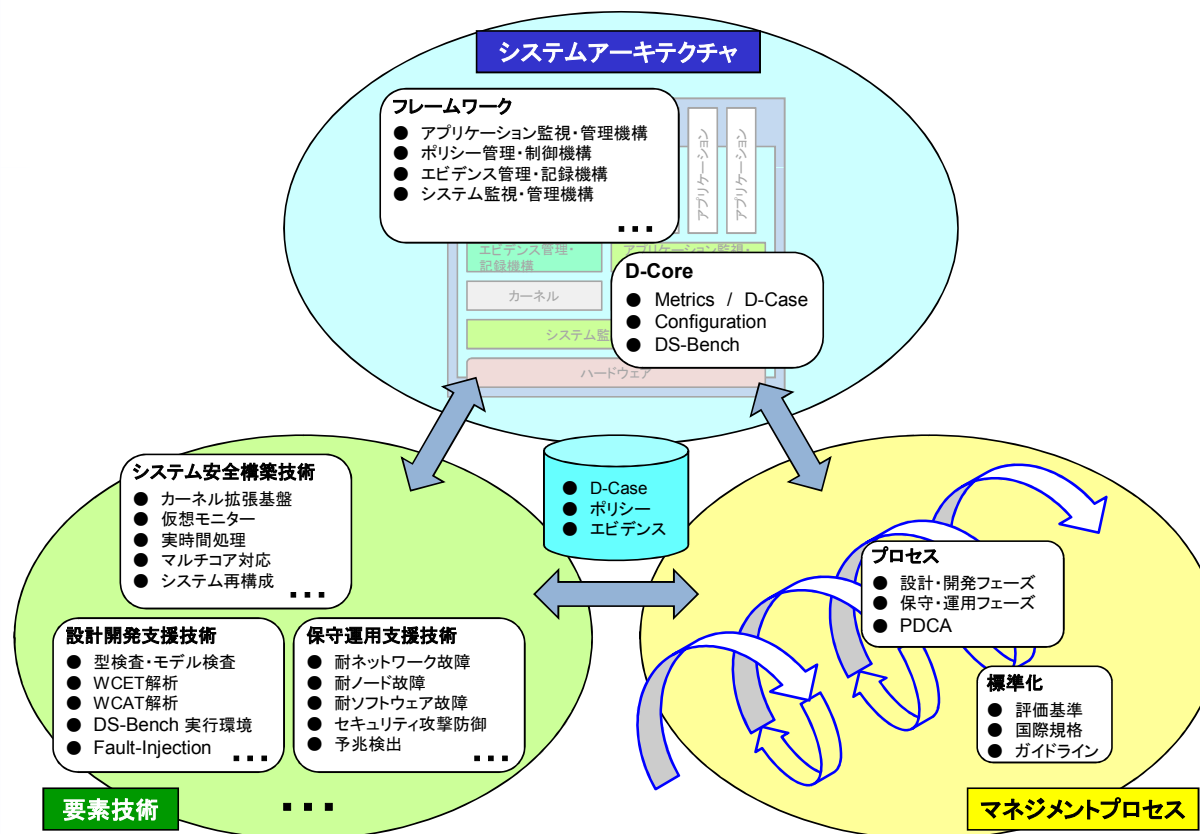 システムアーキテクチャ
フレームワーク
● アプリケーション監視・管理機構
● ポリシー管理・制御機構
● エビデンス管理・記録機構
● システム監視・管理機構
...
アプリケーション
アプリケーション
エビデンス管理・
記録機構
アプリケーション監視・
カーネル
システム監
ハードウェア
D-Core
● Metrics / D-Case
● Configuration
● DS-Bench
● D-Case
● ポリシー
● エビデンス
システム安全構築技術
● カーネル拡張基盤
● 仮想モニター
● 実時間処理
● マルチコア対応
● システム再構成
...
設計開発支援技術
● 型検査・モデル検査
● WCET解析
● WCAT解析
● DS-Bench 実行環境
● Fault-Injection
...
保守運用支援技術
● 耐ネットワーク故障
● 耐ノード故障
● 耐ソフトウェア故障
● セキュリティ攻撃防御
● 予兆検出
...
...
要素技術
プロセス
● 設計・開発フェーズ
● 保守・運用フェーズ
● PDCA
標準化
● 評価基準
● 国際規格
● ガイドライン
マネジメントプロセス